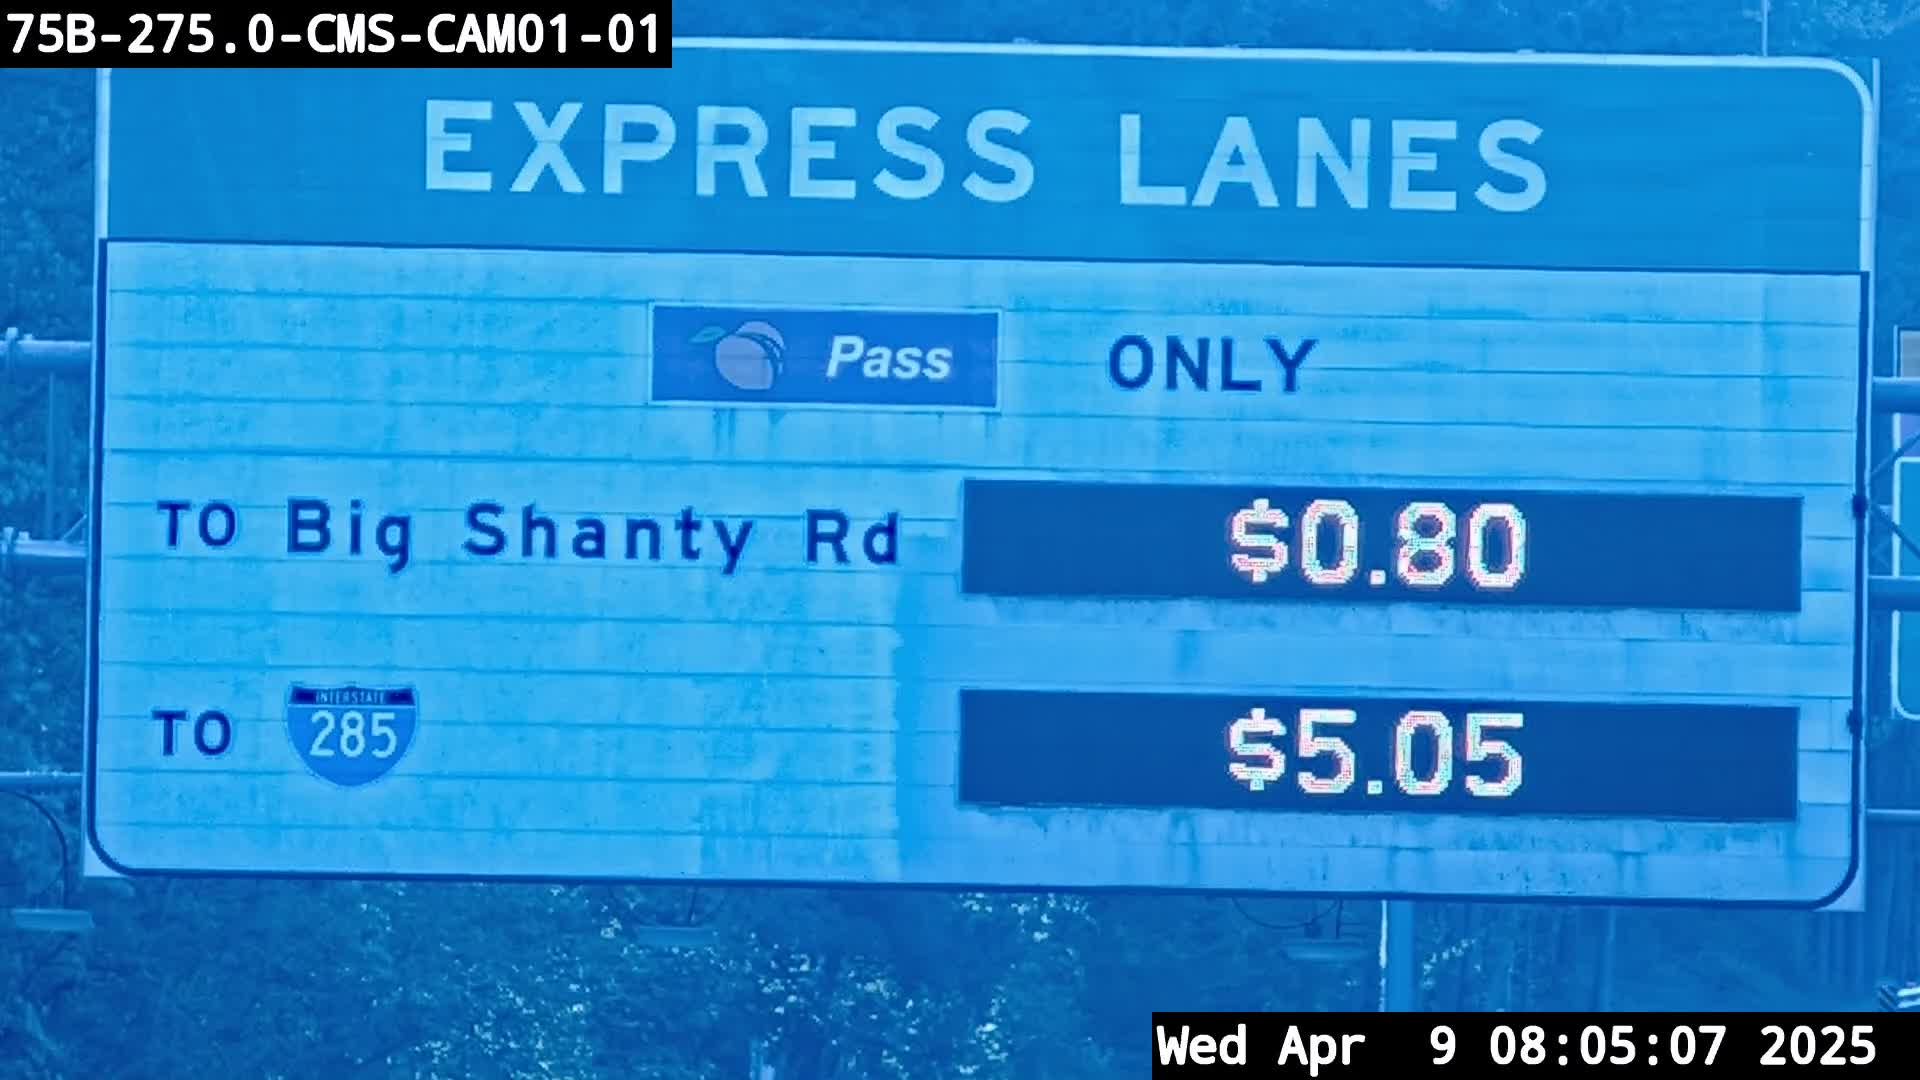 75B-275.0-CMS-CAM01-01
EXPRESS LANES
Pass ONLY
TO Big Shanty Rd $0.80
INTERSTATE
TO 285 $5.05
Wed Apr 9 08:05:07 2025